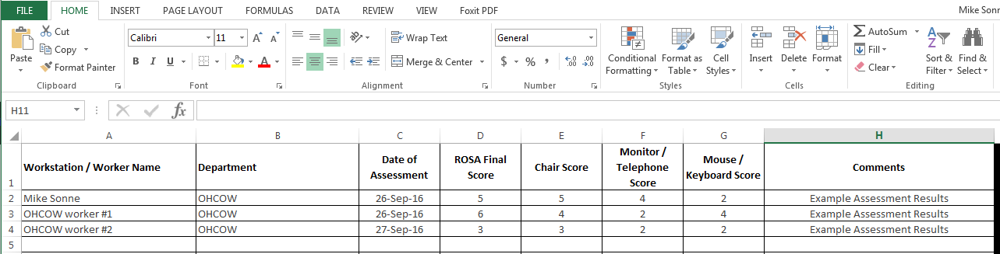 FILE HOME INSERT PAGE LAYOUT FORMULAS DATA REVIEW VIEW Foxit PDF Mike Sonn
Paste Cut Copy Format Painter Clipboard
Calibri 11 A A B I U A Font
Wrap Text Merge & Center Alignment
General $ % , .0 .00 .00 .0 Number
Conditional Formatting Format as Table Cell Styles Styles
Insert Delete Format Cells
AutoSum Fill Clear Sort & Filter Find & Select Editing
H11 fx
A B C D E F G H
1 Workstation / Worker Name Department Date of Assessment ROSA Final Score Chair Score Monitor / Telephone Score Mouse / Keyboard Score Comments
2 Mike Sonne OHCOW 26-Sep-16 5 5 4 2 Example Assessment Results
3 OHCOW worker #1 OHCOW 26-Sep-16 6 4 2 4 Example Assessment Results
4 OHCOW worker #2 OHCOW 27-Sep-16 3 3 2 2 Example Assessment Results
5